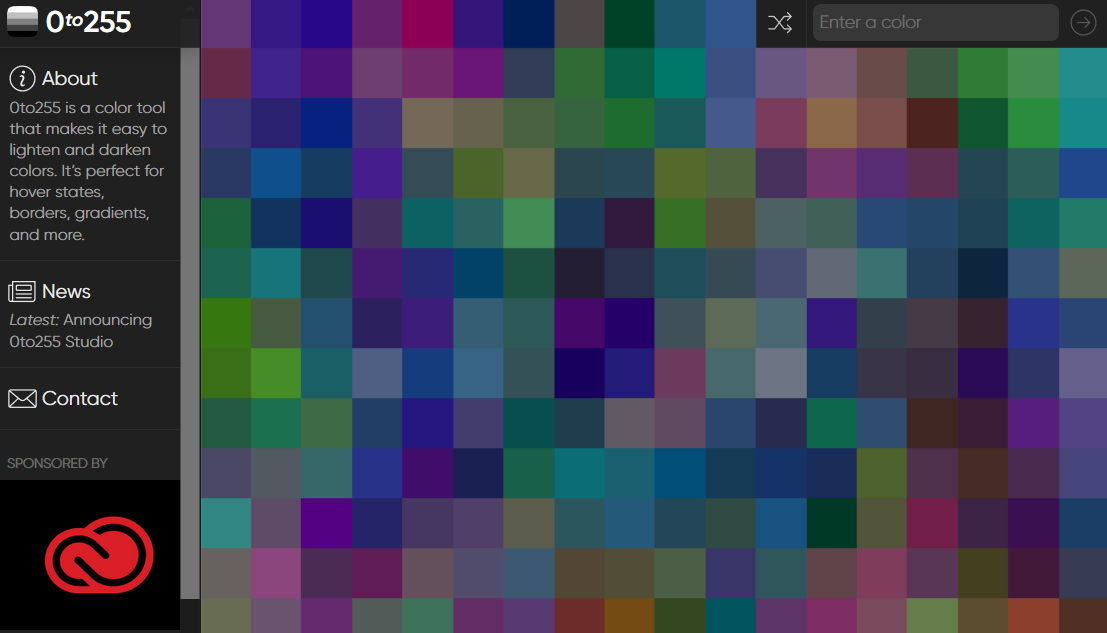 0to255
Enter a color
About
0to255 is a color tool
that makes it easy to
lighten and darken
colors. It’s perfect for
hover states,
borders, gradients,
and more.
News
Latest: Announcing
0to255 Studio
Contact
SPONSORED BY